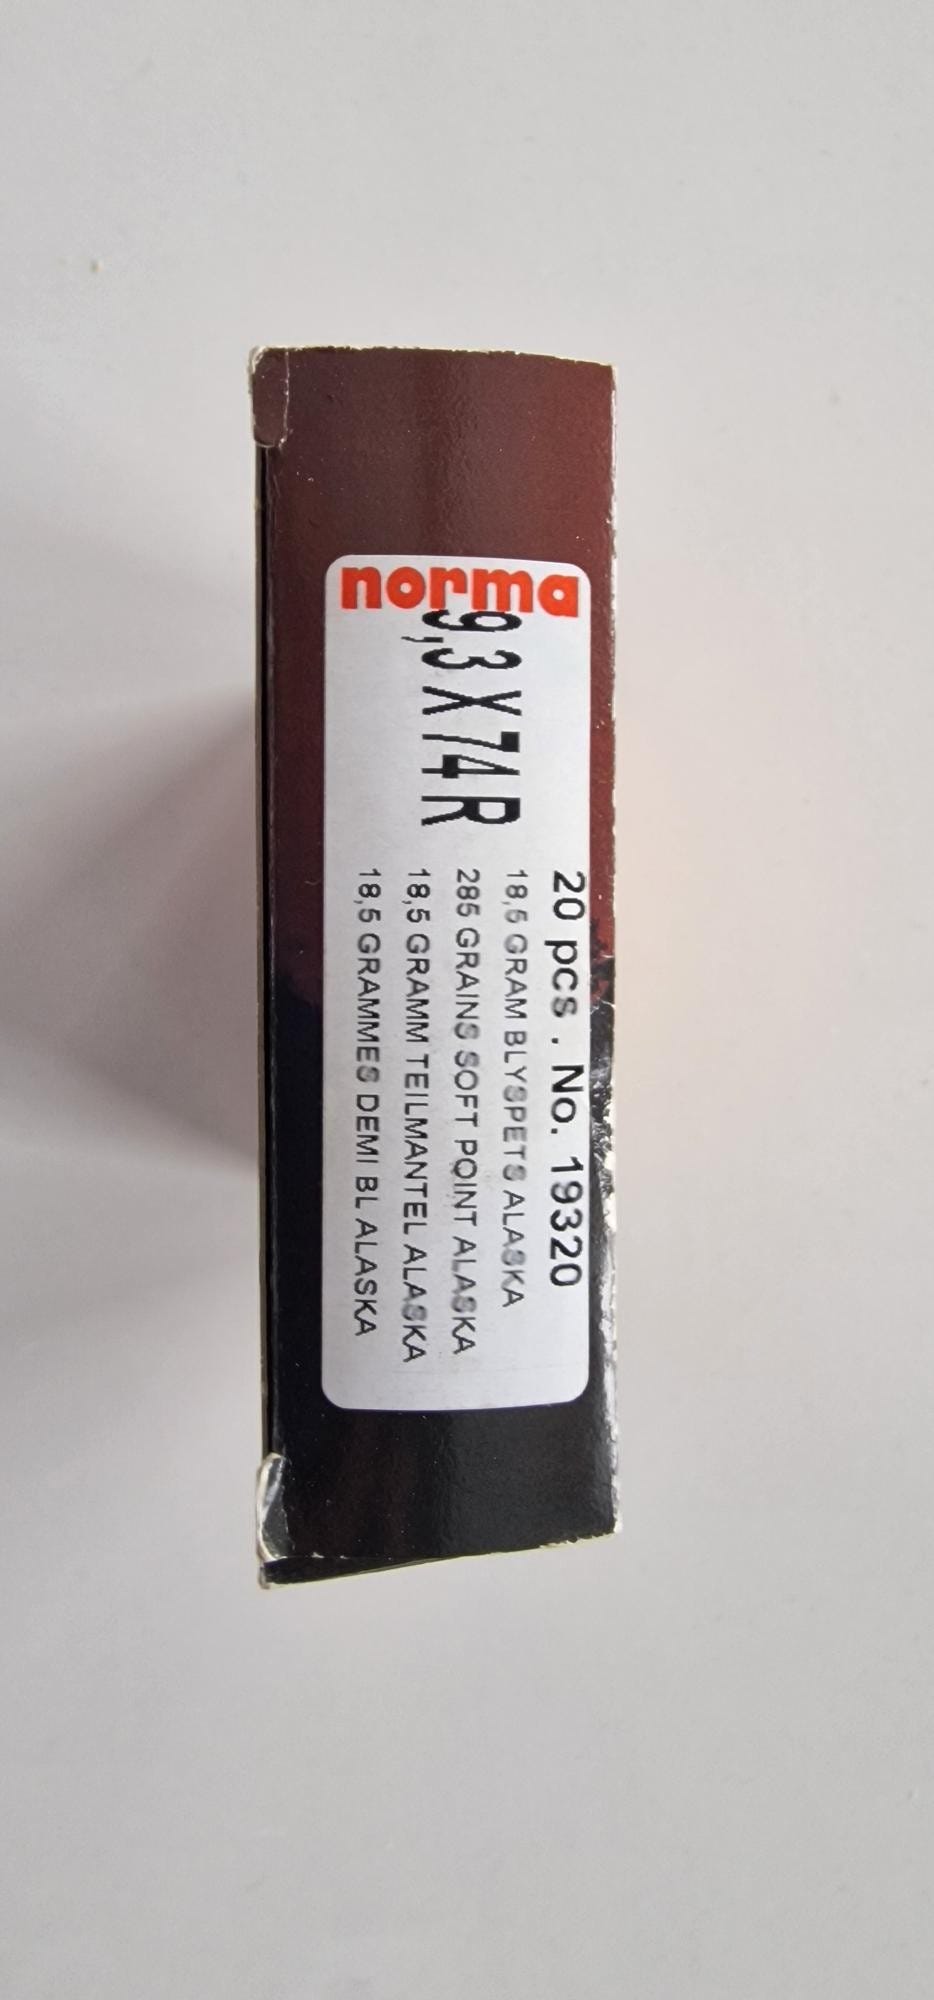 norma
9,3 X 74 R
20 pcs . No. 19320
18,5 GRAM BLYSPETS ALASKA
285 GRAINS SOFT POINT ALASKA
18,5 GRAMM TEILMANTEL ALASKA
18,5 GRAMMES DEMI BL ALASKA